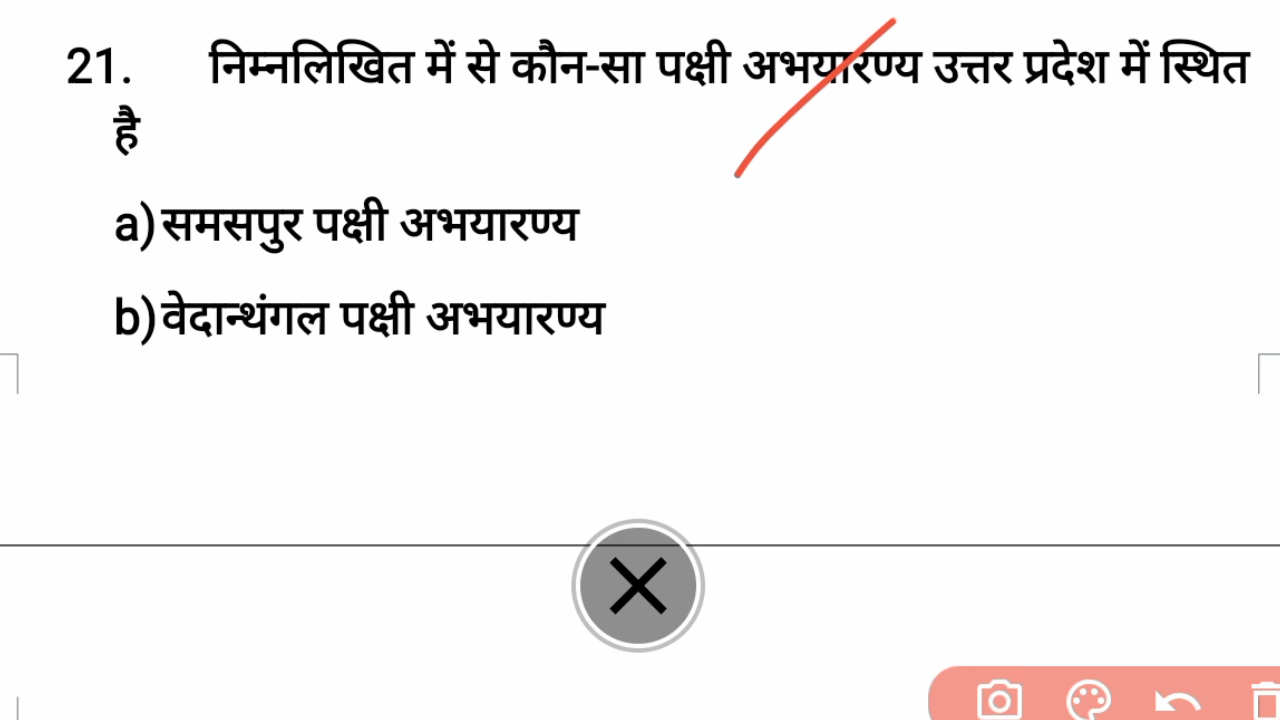 21. निम्नलिखित में से कौन-सा पक्षी अभयारण्य उत्तर प्रदेश में स्थित
है
a) समसपुर पक्षी अभयारण्य
b) वेदान्थंगल पक्षी अभयारण्य